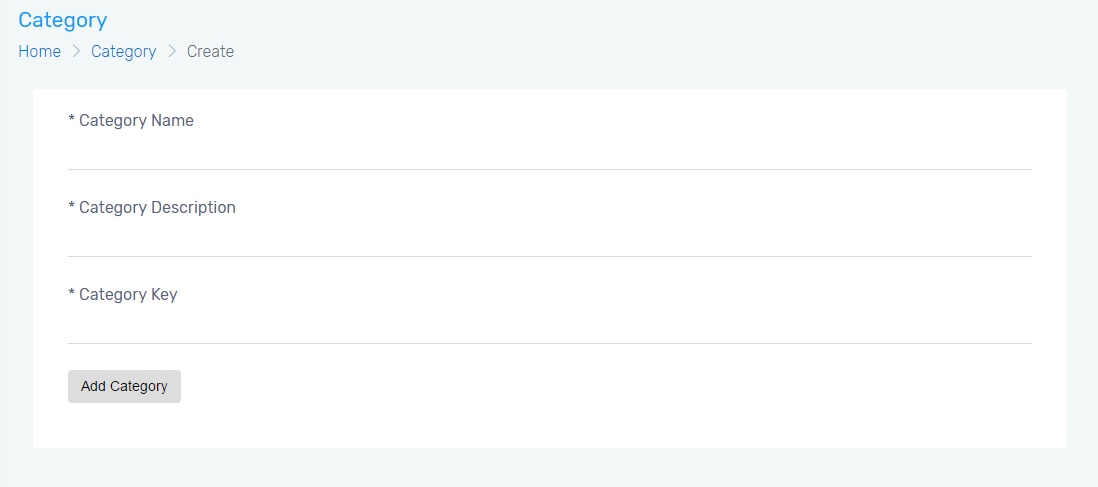 Category
Home > Category > Create
* Category Name
* Category Description
* Category Key
Add Category